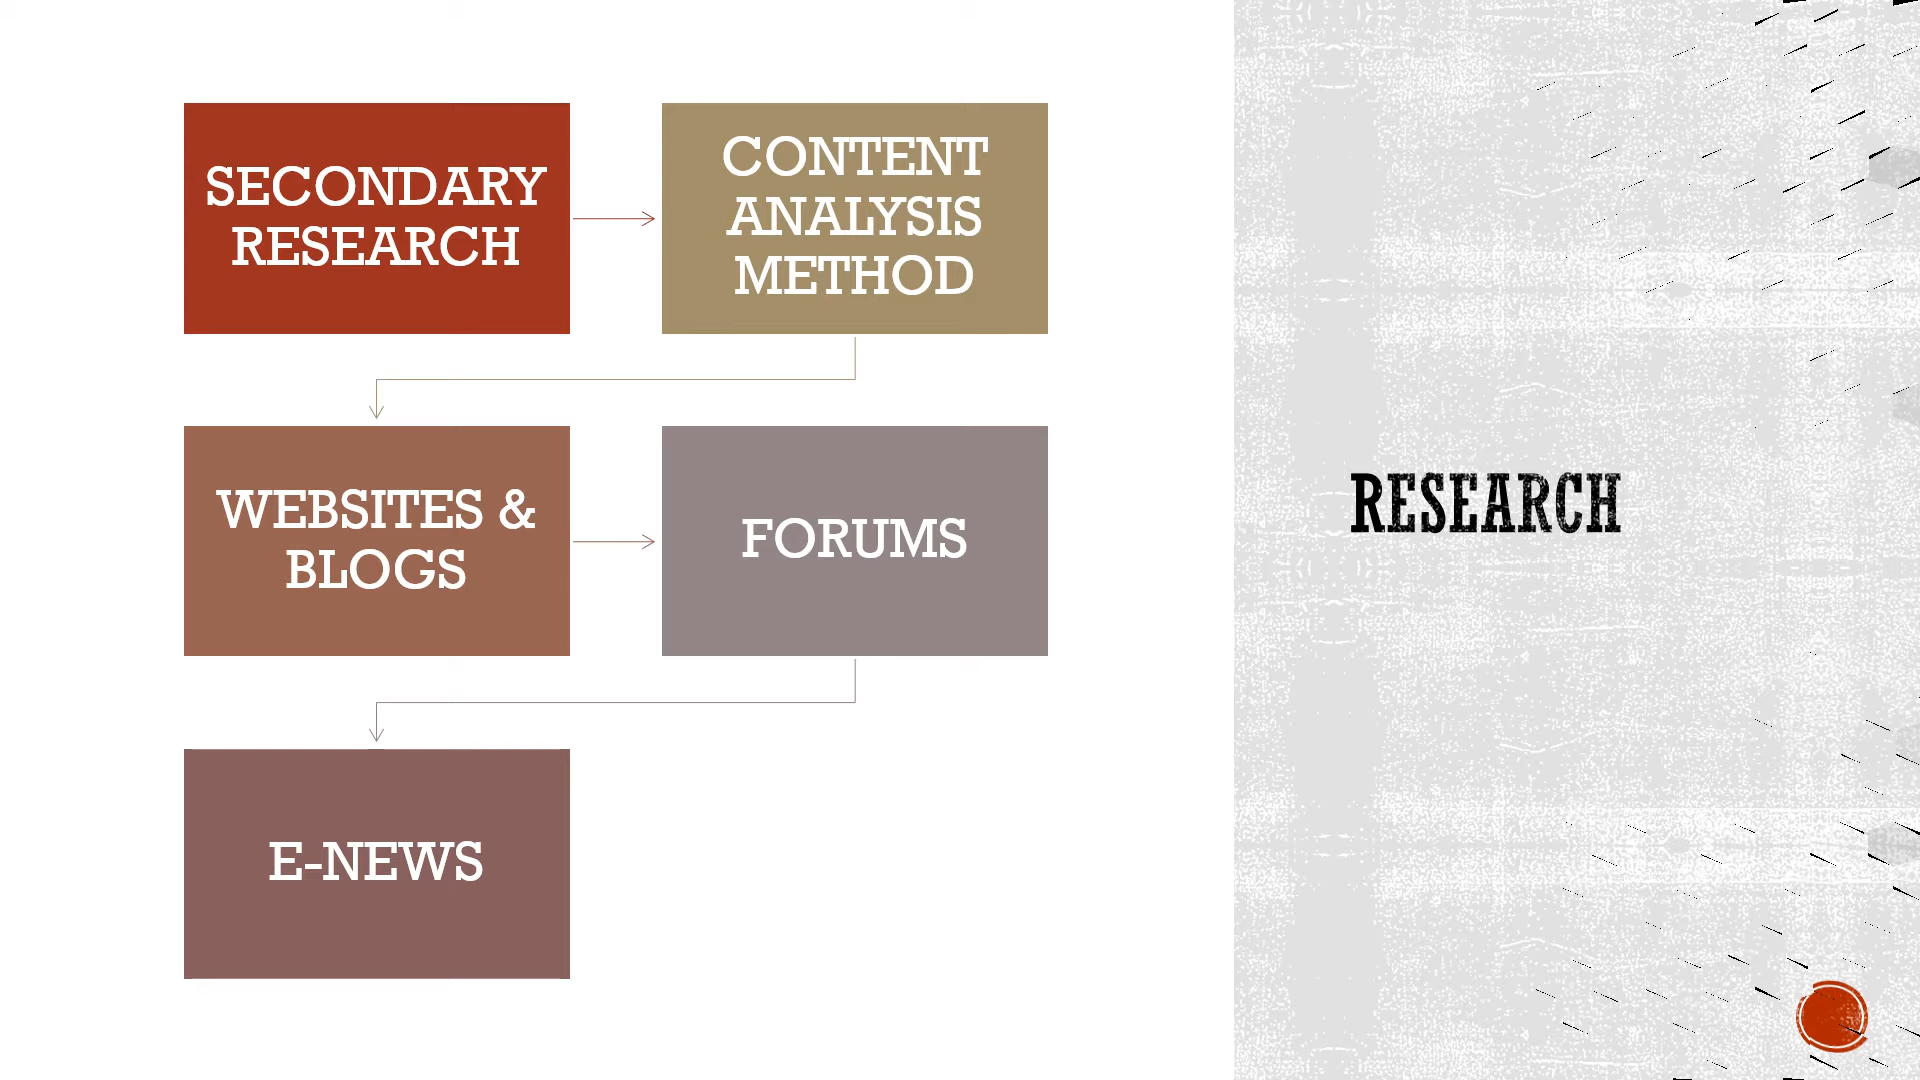 SECONDARY
RESEARCH
CONTENT
ANALYSIS
METHOD
WEBSITES &
BLOGS
FORUMS
E-NEWS
RESEARCH